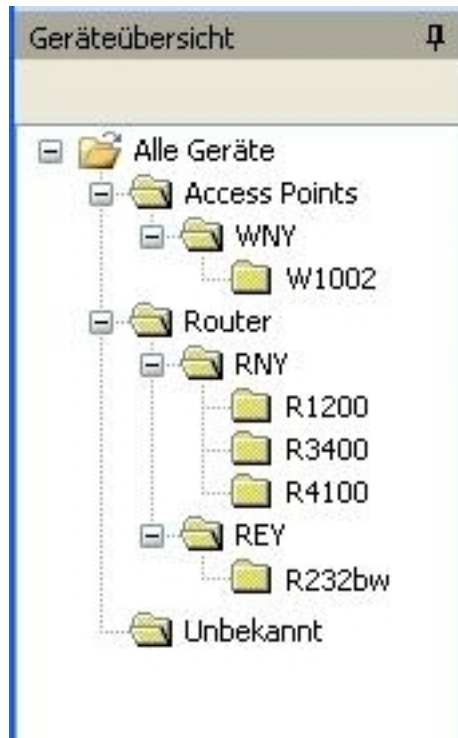 Geräteübersicht
Alle Geräte
Access Points
WNY
W1002
Router
RNY
R1200
R3400
R4100
REY
R232bw
Unbekannt